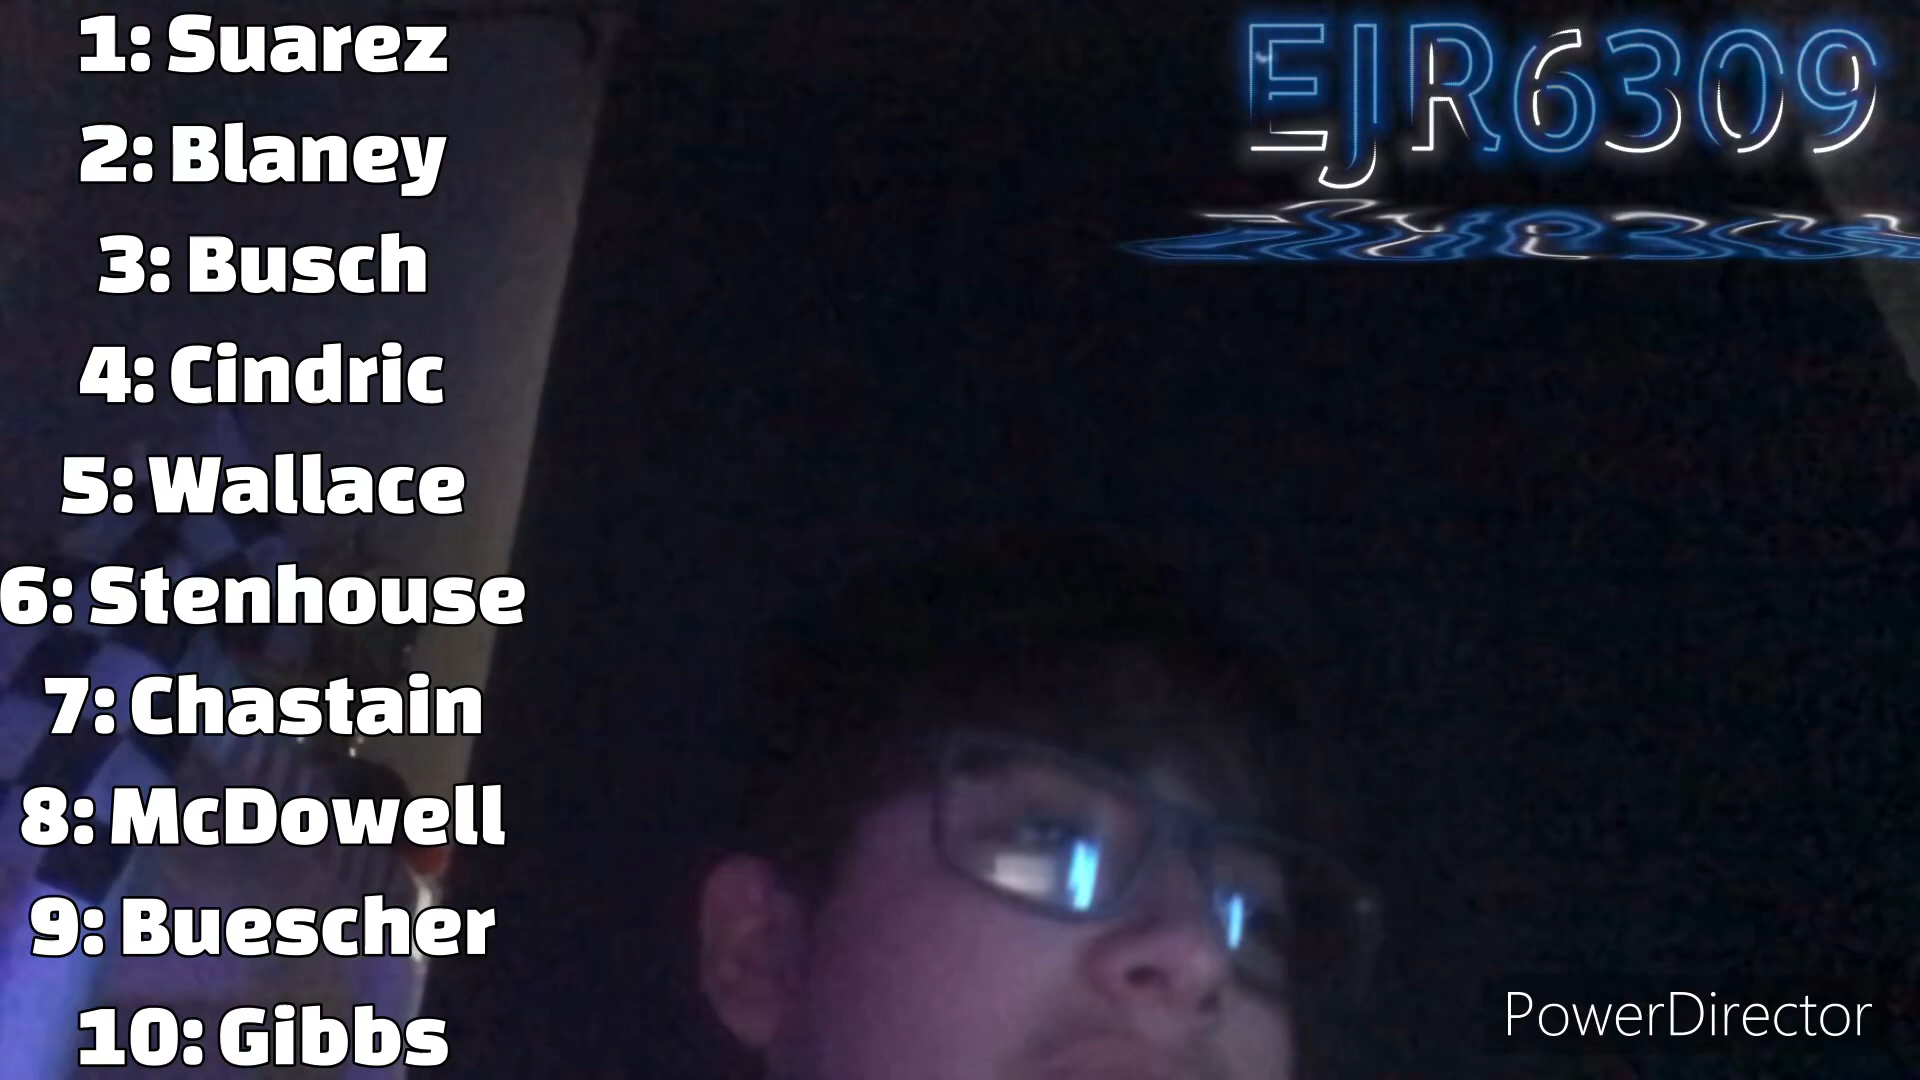 1: Suarez
2: Blaney
3: Busch
4: Cindric
5: Wallace
6: Stenhouse
7: Chastain
8: McDowell
9: Buescher
10: Gibbs
EJR6309
PowerDirector